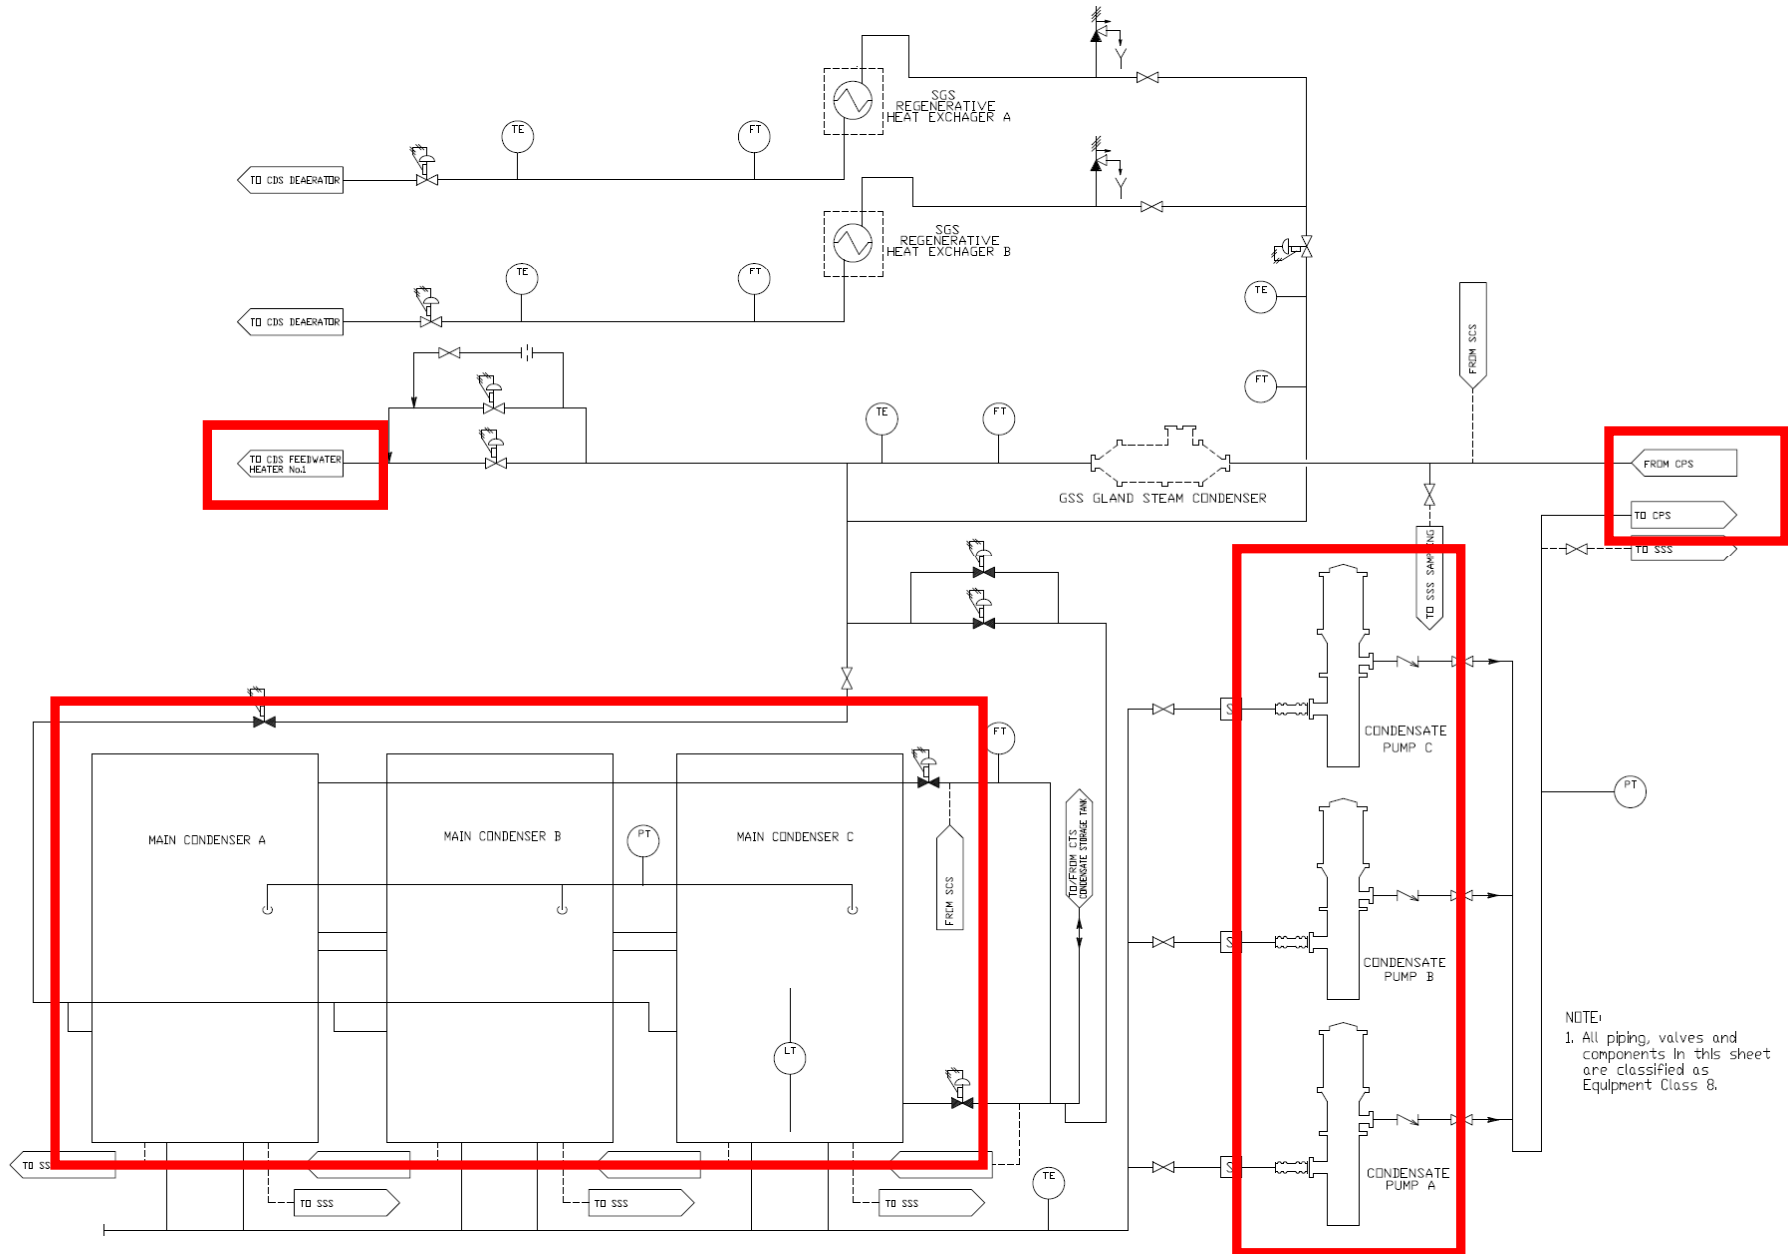 SGS
REGENERATIVE
HEAT EXCHAGER A
TE
FT
TO CDS DEAERATOR
SGS
REGENERATIVE
HEAT EXCHAGER B
TE
FT
TO CDS DEAERATOR
TE
FT
FROM SCS
TE
FT
TO CDS FEEDWATER
HEATER No.1
GSS GLAND STEAM CONDENSER
FROM CPS
TO CPS
TO SSS
TO SSS SAMPLING
CONDENSATE
PUMP C
FT
PT
MAIN CONDENSER A
MAIN CONDENSER B
PT
MAIN CONDENSER C
FROM SCS
TO/FROM CTS
CONDENSATE STORAGE TANK
CONDENSATE
PUMP B
LT
NOTE:
1. All piping, valves and
components in this sheet
are classified as
Equipment Class 8.
CONDENSATE
PUMP A
TE
TO SSS
TO SSS
TO SSS